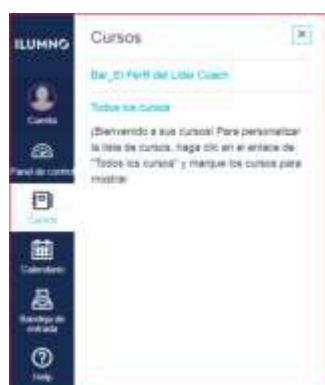 ILUMNO
Cursos
Bar_El Perfil del Líder Coach
Todos los cursos
¡Bienvenido a sus cursos! Para personalizar
la lista de cursos, haga clic en el enlace de
"Todos los cursos" y marque los cursos para
mostrar.
Cuenta
Panel de control
Cursos
Calendario
Bandeja de
entrada
Help